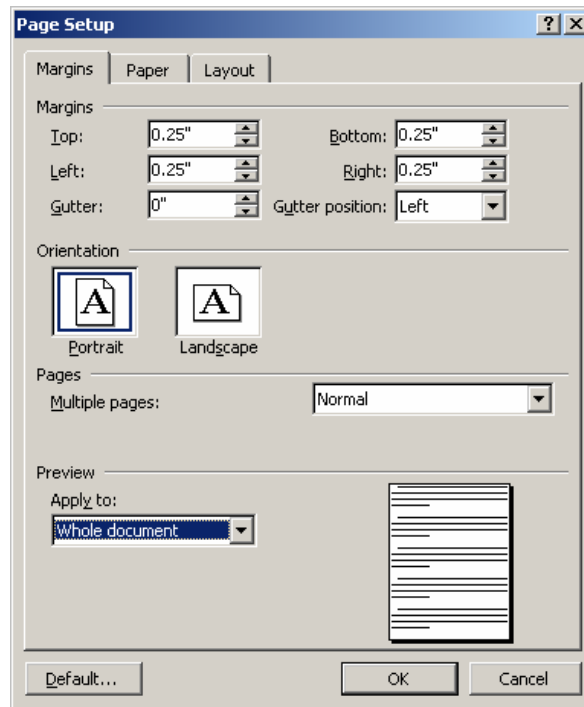 Page Setup
Margins Paper Layout
Margins
Top: 0.25" Bottom: 0.25"
Left: 0.25" Right: 0.25"
Gutter: 0" Gutter position: Left
Orientation
A A
Portrait Landscape
Pages
Multiple pages: Normal
Preview
Apply to:
Whole document
Default... OK Cancel